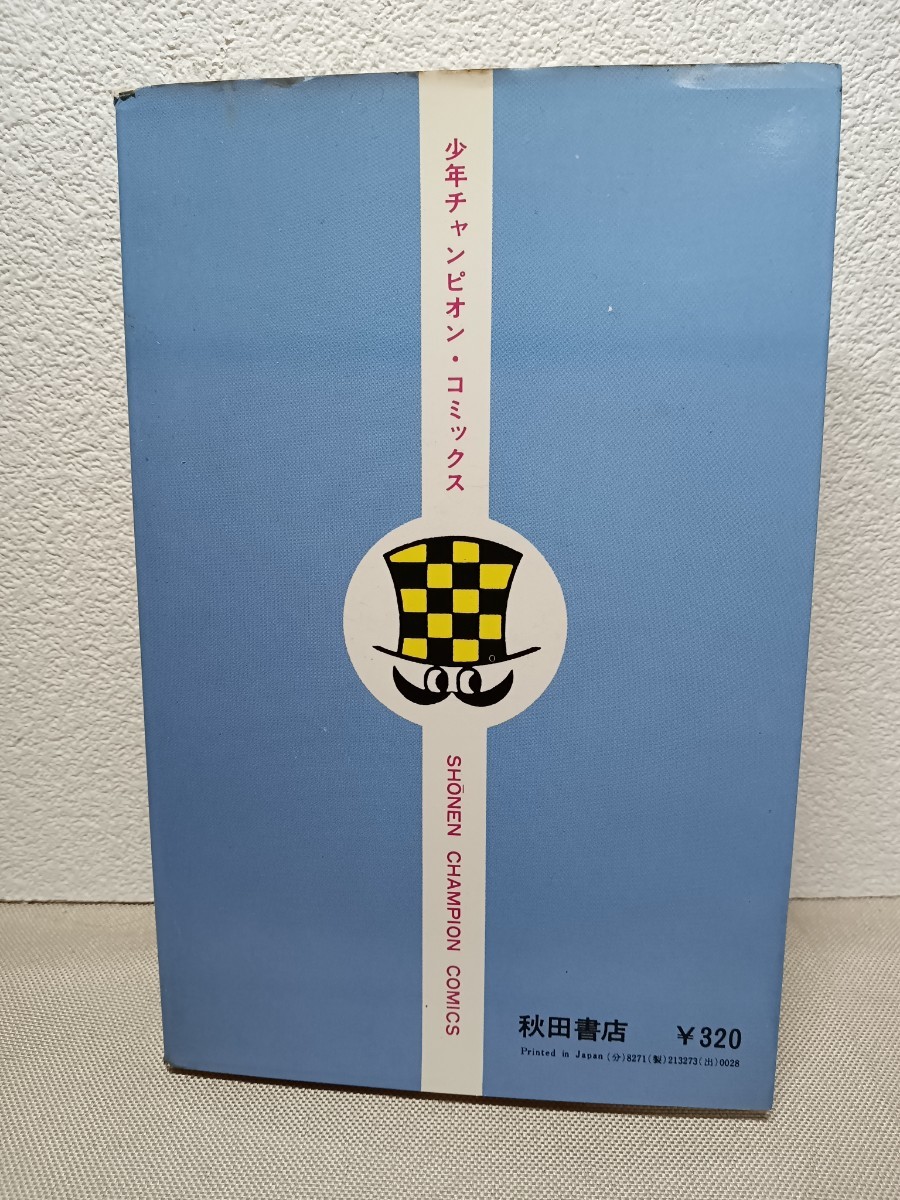 少年チャンピオン・コミックス
SHŌNEN CHAMPION COMICS
秋田書店 ¥320
Printed in Japan (分)8271(製)213273(出)0028